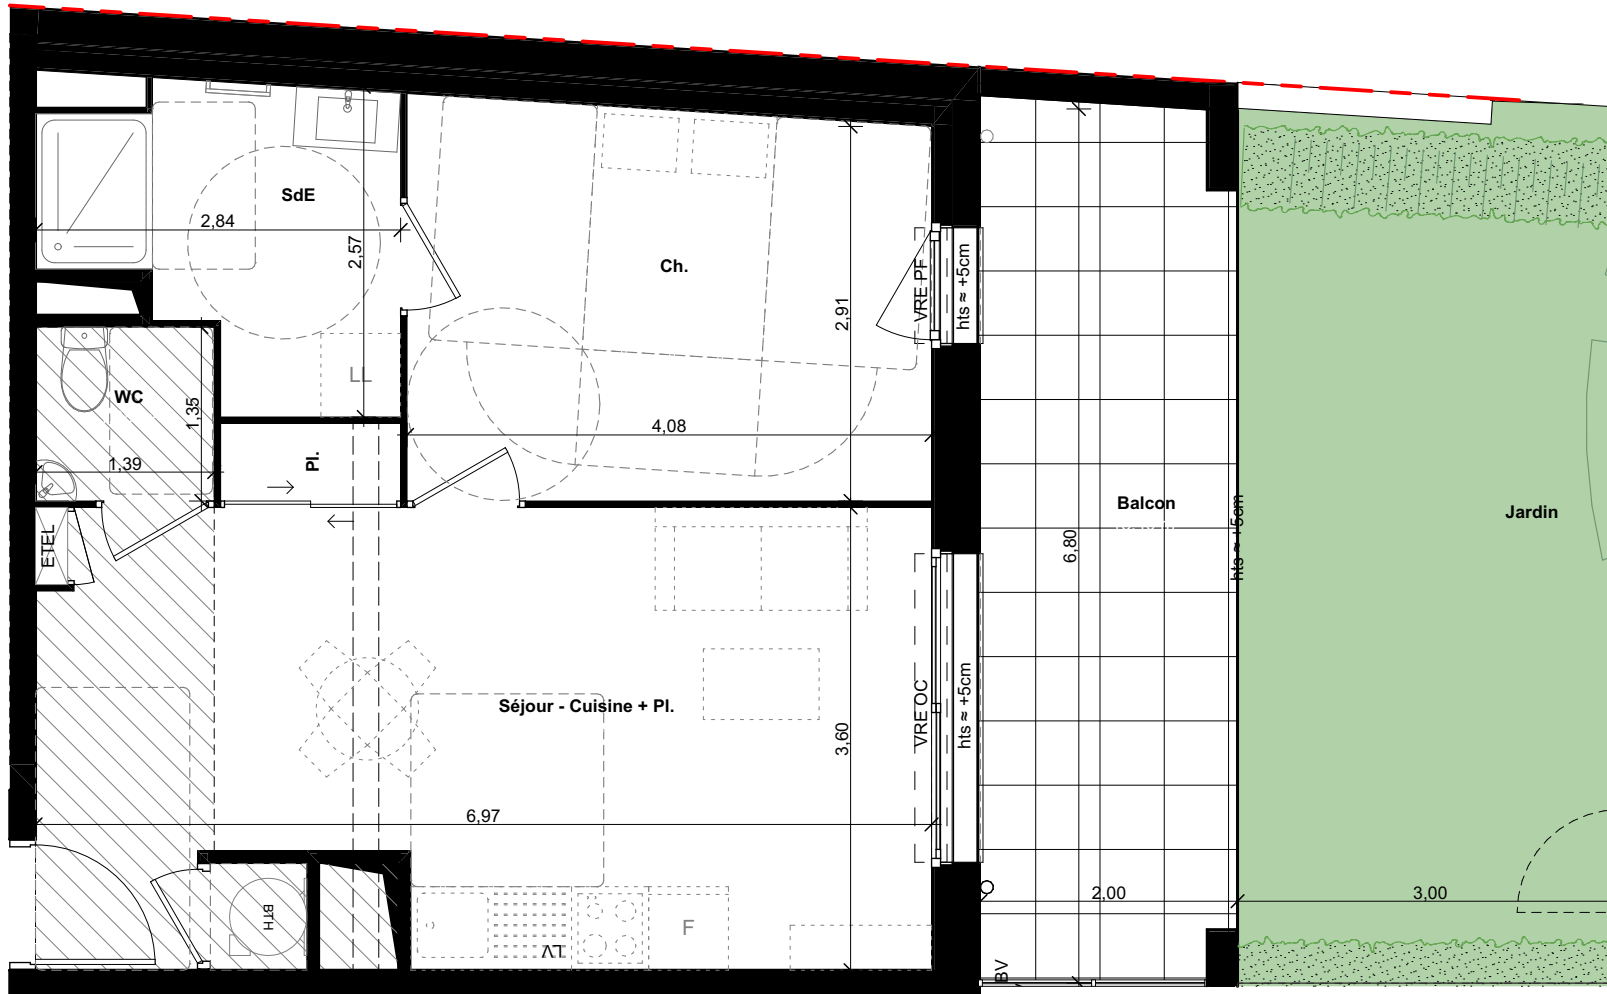 SdE
2,84
2,57
Ch.
2,91
VRE PF
hts ≈ +5cm
LL
WC
1,35
1,39
4,08
Pl.
ETEL
Balcon
6,80
hts ≈ +5cm
Jardin
Séjour - Cuisine + Pl.
3,60
VRE OC
hts ≈ +5cm
6,97
2,00
3,00
BTH
LV
F
BV